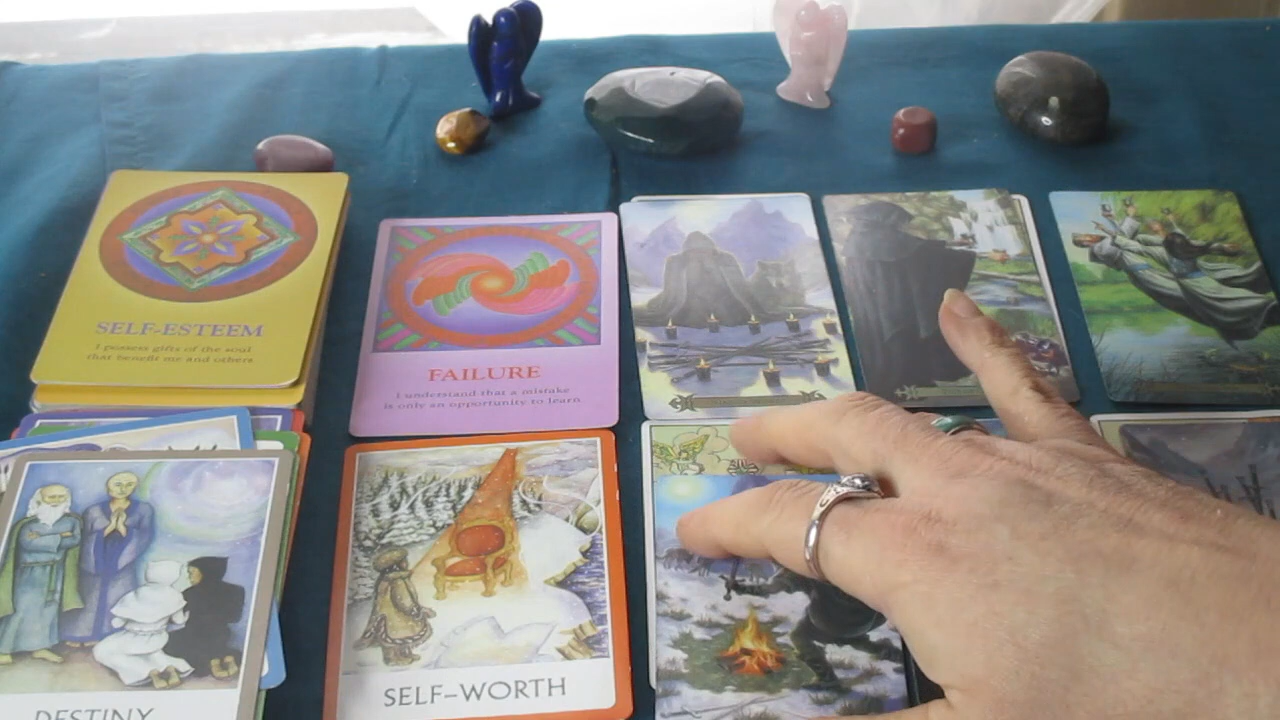 SELF-ESTEEM
I possess gifts of the soul
that benefit me and others
FAILURE
I understand that a mistake
is only an opportunity to learn
DESTINY
SELF-WORTH